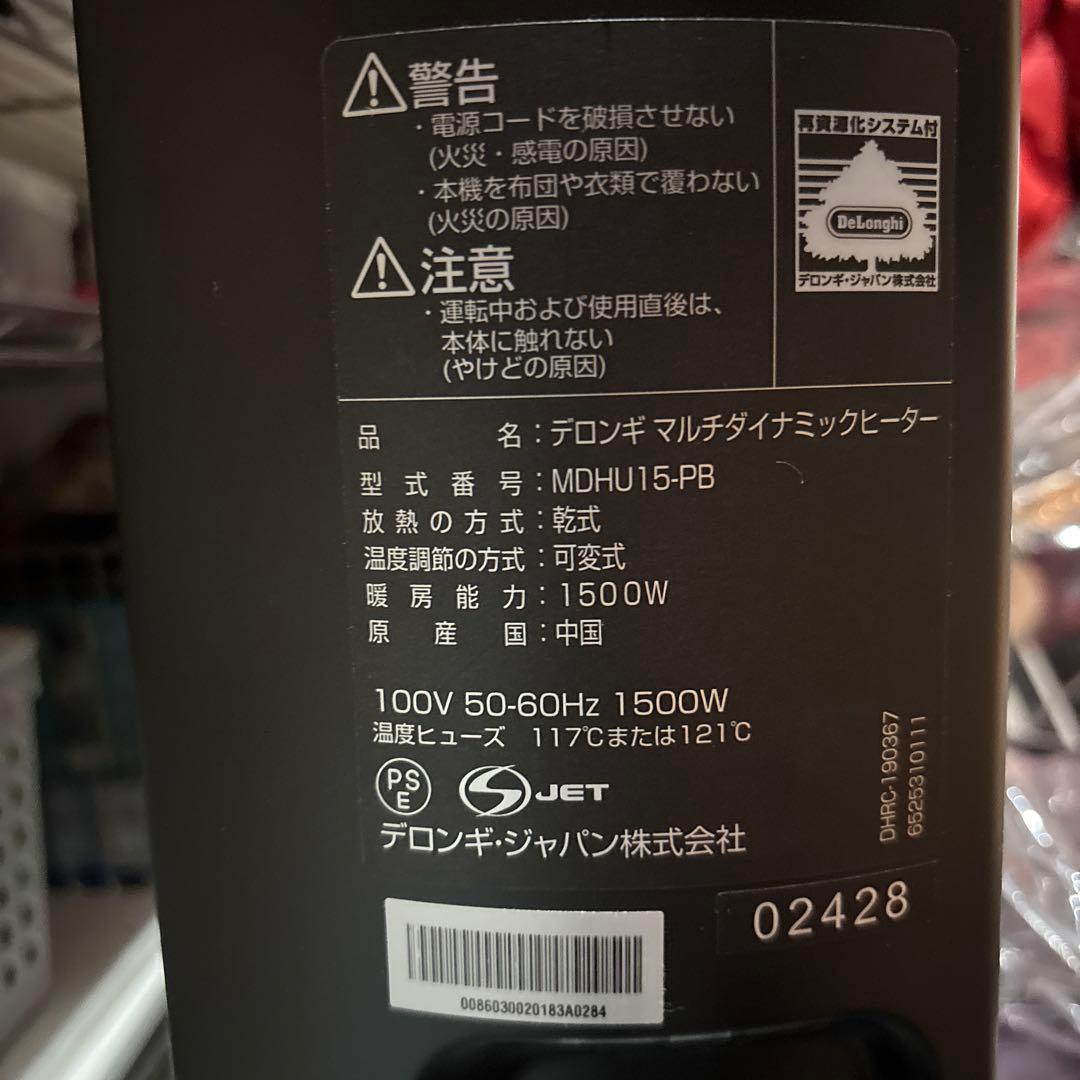 警告
・電源コードを破損させない
(火災・感電の原因)
・本機を布団や衣類で覆わない
(火災の原因)
注意
・運転中および使用直後は、
本体に触れない
(やけどの原因)
再資源化システム付
DeLonghi
デロンギ・ジャパン株式会社
品名：デロンギ マルチダイナミックヒーター
型式番号：MDHU15-PB
放熱の方式：乾式
温度調節の方式：可変式
暖房能力：1500W
原産国：中国
100V 50-60Hz 1500W
温度ヒューズ 117℃または121℃
PS
E
JET
デロンギ・ジャパン株式会社
DHRC-190367
6525310111
02428
0086030020183A0284